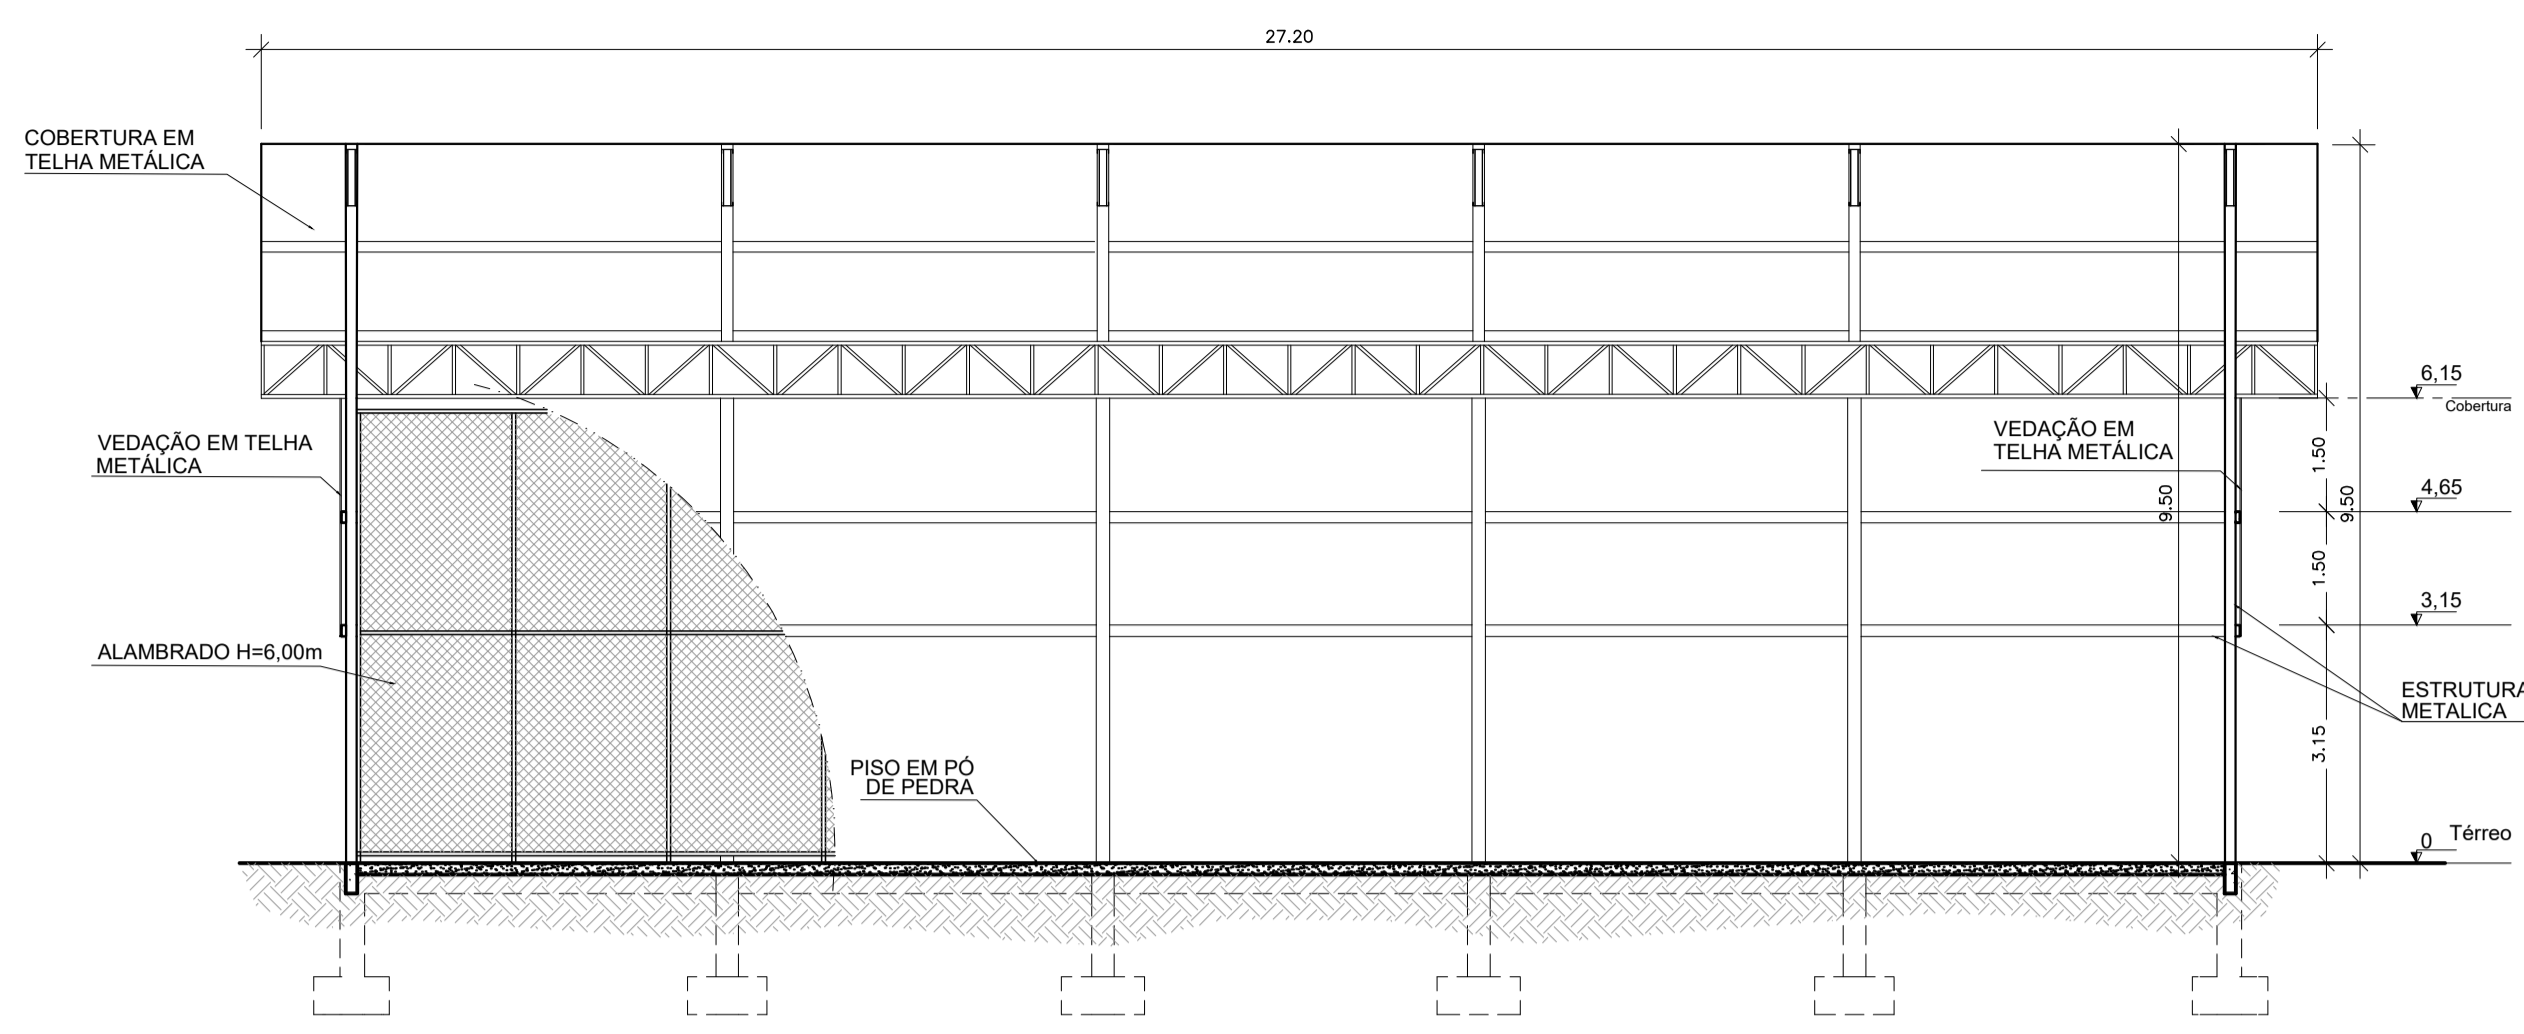 27.20
COBERTURA EM
TELHA METÁLICA
6,15
Cobertura
VEDAÇÃO EM TELHA
METÁLICA
VEDAÇÃO EM
TELHA METÁLICA
1.50
9.50
9.50
4,65
1.50
3,15
ALAMBRADO H=6,00m
ESTRUTURA
METALICA
3.15
PISO EM PÓ
DE PEDRA
0
Térreo